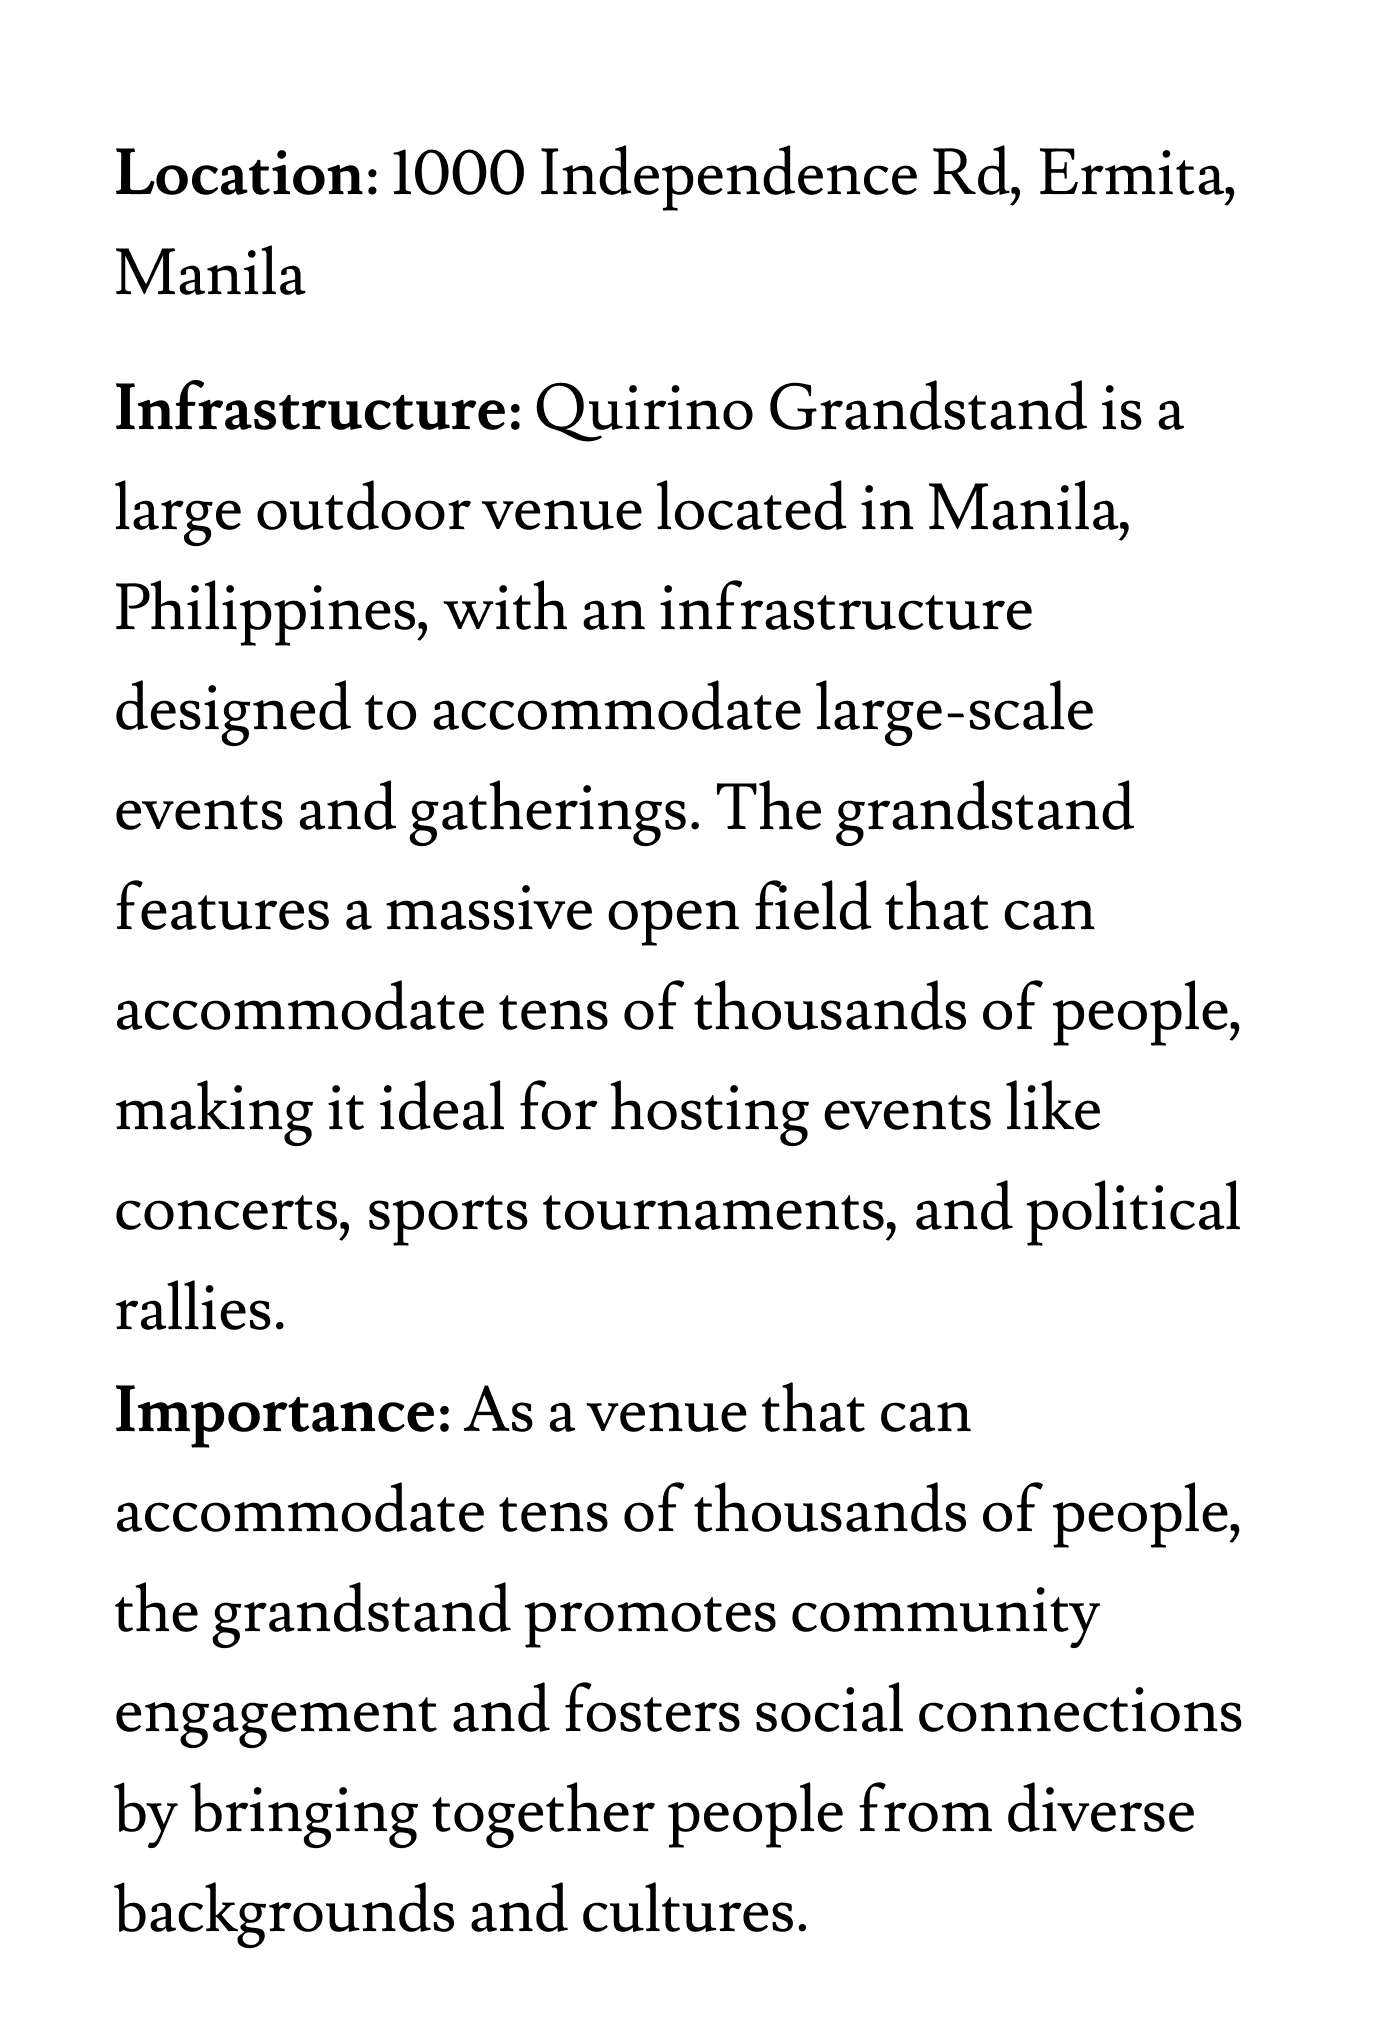 Location: 1000 Independence Rd, Ermita,
Manila
Infrastructure: Quirino Grandstand is a
large outdoor venue located in Manila,
Philippines, with an infrastructure
designed to accommodate large-scale
events and gatherings. The grandstand
features a massive open field that can
accommodate tens of thousands of people,
making it ideal for hosting events like
concerts, sports tournaments, and political
rallies.
Importance: As a venue that can
accommodate tens of thousands of people,
the grandstand promotes community
engagement and fosters social connections
by bringing together people from diverse
backgrounds and cultures.